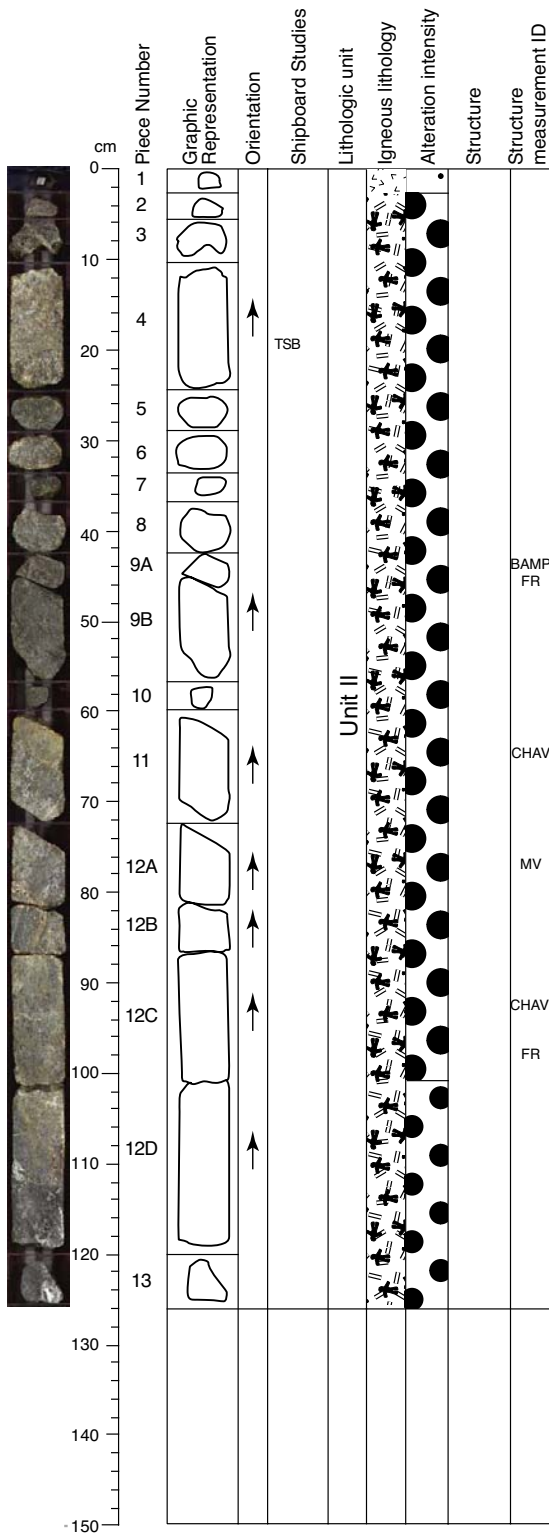 cm
Piece Number
Graphic Representation
Orientation
Shipboard Studies
Lithologic unit
Igneous lithology
Alteration intensity
Structure
Structure measurement ID
0
10
20
30
40
50
60
70
80
90
100
110
120
130
140
150
1
2
3
4
5
6
7
8
9A
9B
10
11
12A
12B
12C
12D
13
TSB
Unit II
BAMP
FR
CHAV
MV
CHAV
FR